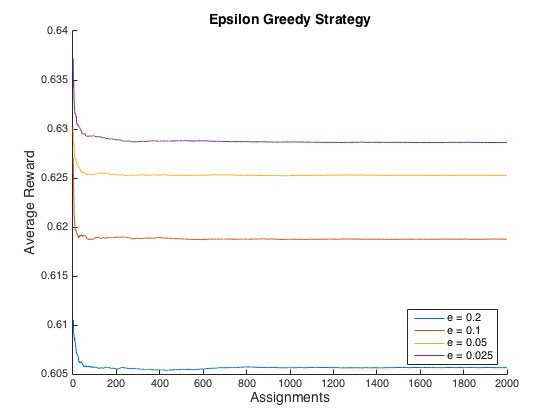 Epsilon Greedy Strategy
0.64
0.635
0.63
0.625
0.62
0.615
0.61
0.605
Average Reward
0 200 400 600 800 1000 1200 1400 1600 1800 2000
Assignments
e = 0.2
e = 0.1
e = 0.05
e = 0.025